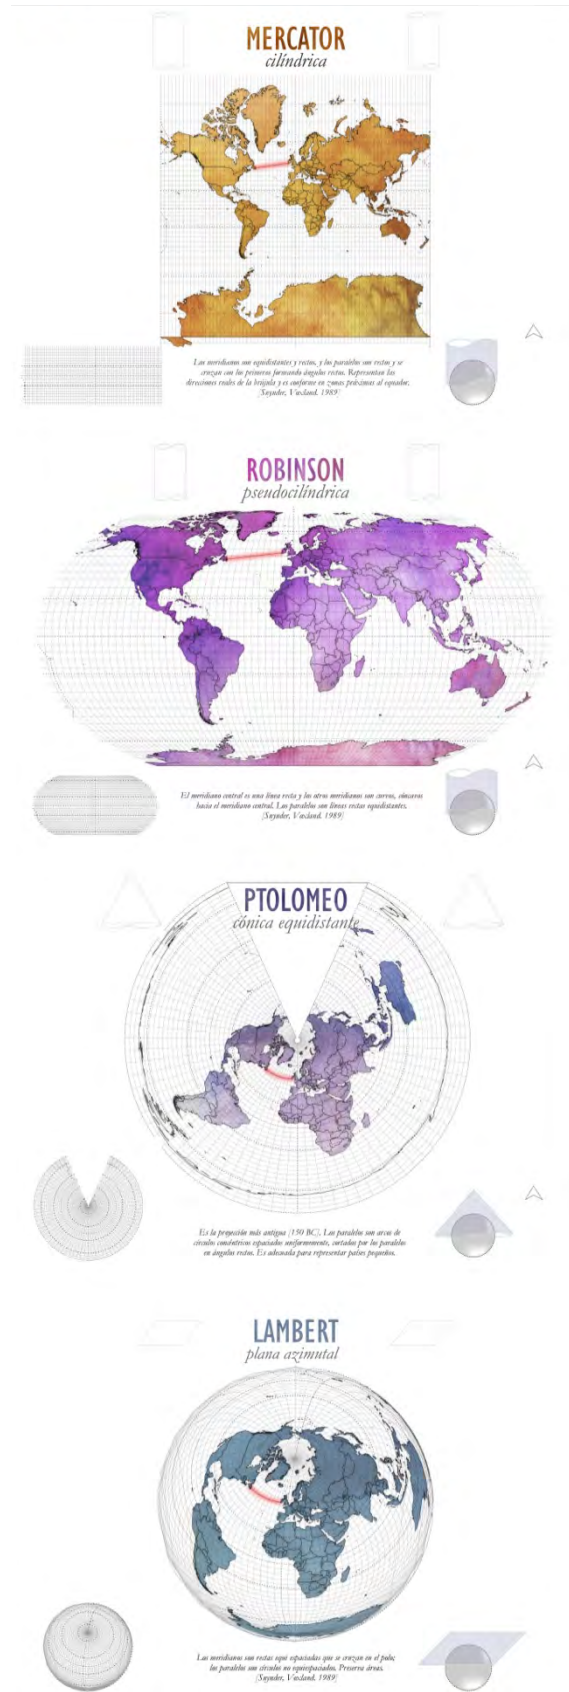 MERCATOR
cilíndrica
Los meridianos son equidistantes y rectos, y los paralelos son rectos y se
cruzan con los primeros formando ángulos rectos. Representan las
direcciones reales de la brújula y es conforme en zonas próximas al ecuador.
[Snynder, Voxland. 1989]
ROBINSON
pseudocilíndrica
El meridiano central es una línea recta y los otros meridianos son curvos, cóncavos
hacia el meridiano central. Los paralelos son líneas rectas equidistantes.
[Snynder, Voxland. 1989]
PTOLOMEO
cónica equidistante
Es la proyección más antigua [150 BC]. Los paralelos son arcos de
círculos concéntricos espaciados uniformemente, cortados por los paralelos
en ángulos rectos. Es adecuada para representar países pequeños.
LAMBERT
plana azimutal
Los meridianos son rectas equi espaciadas que se cruzan en el polo;
los paralelos son círculos no equiespaciados. Preserva áreas.
[Snynder, Voxland. 1989]